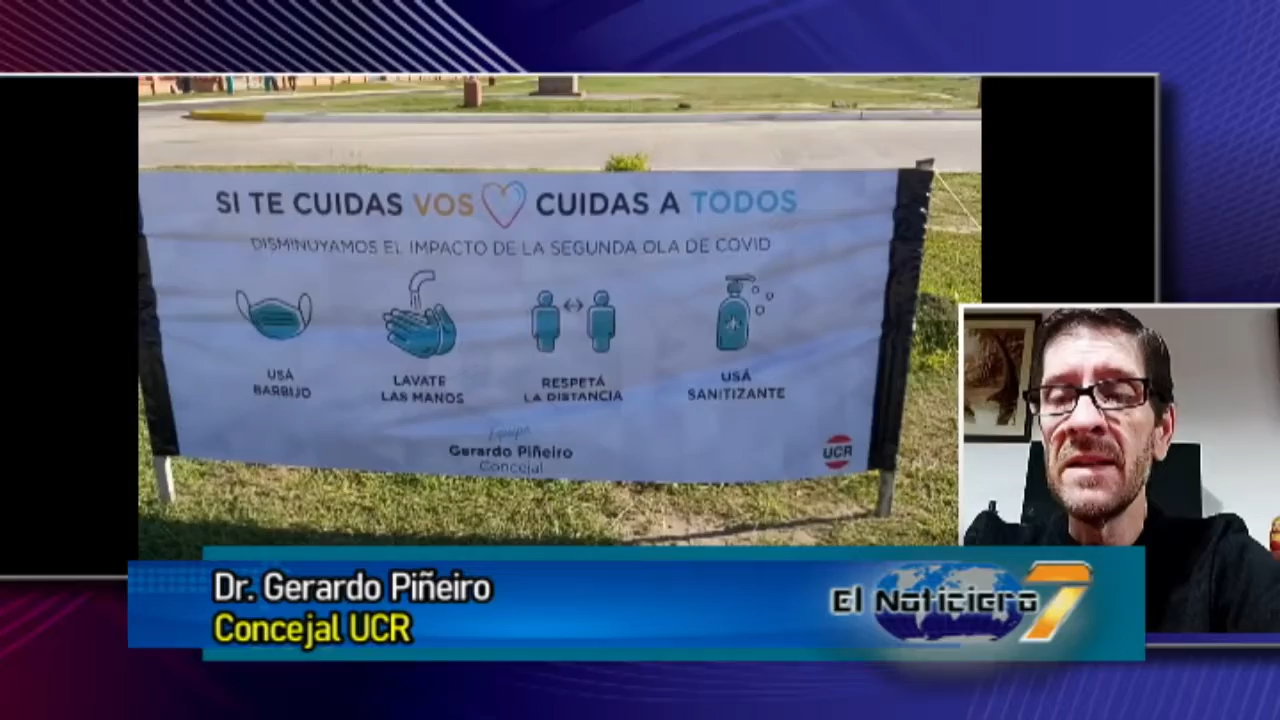 SI TE CUIDAS VOS CUIDAS A TODOS
DISMINUYAMOS EL IMPACTO DE LA SEGUNDA OLA DE COVID
USÁ
BARBIJO
LAVATE
LAS MANOS
RESPETÁ
LA DISTANCIA
USÁ
SANITIZANTE
Equipo
Gerardo Piñeiro
Concejal
UCR
Dr. Gerardo Piñeiro
Concejal UCR
El Noticiero 7